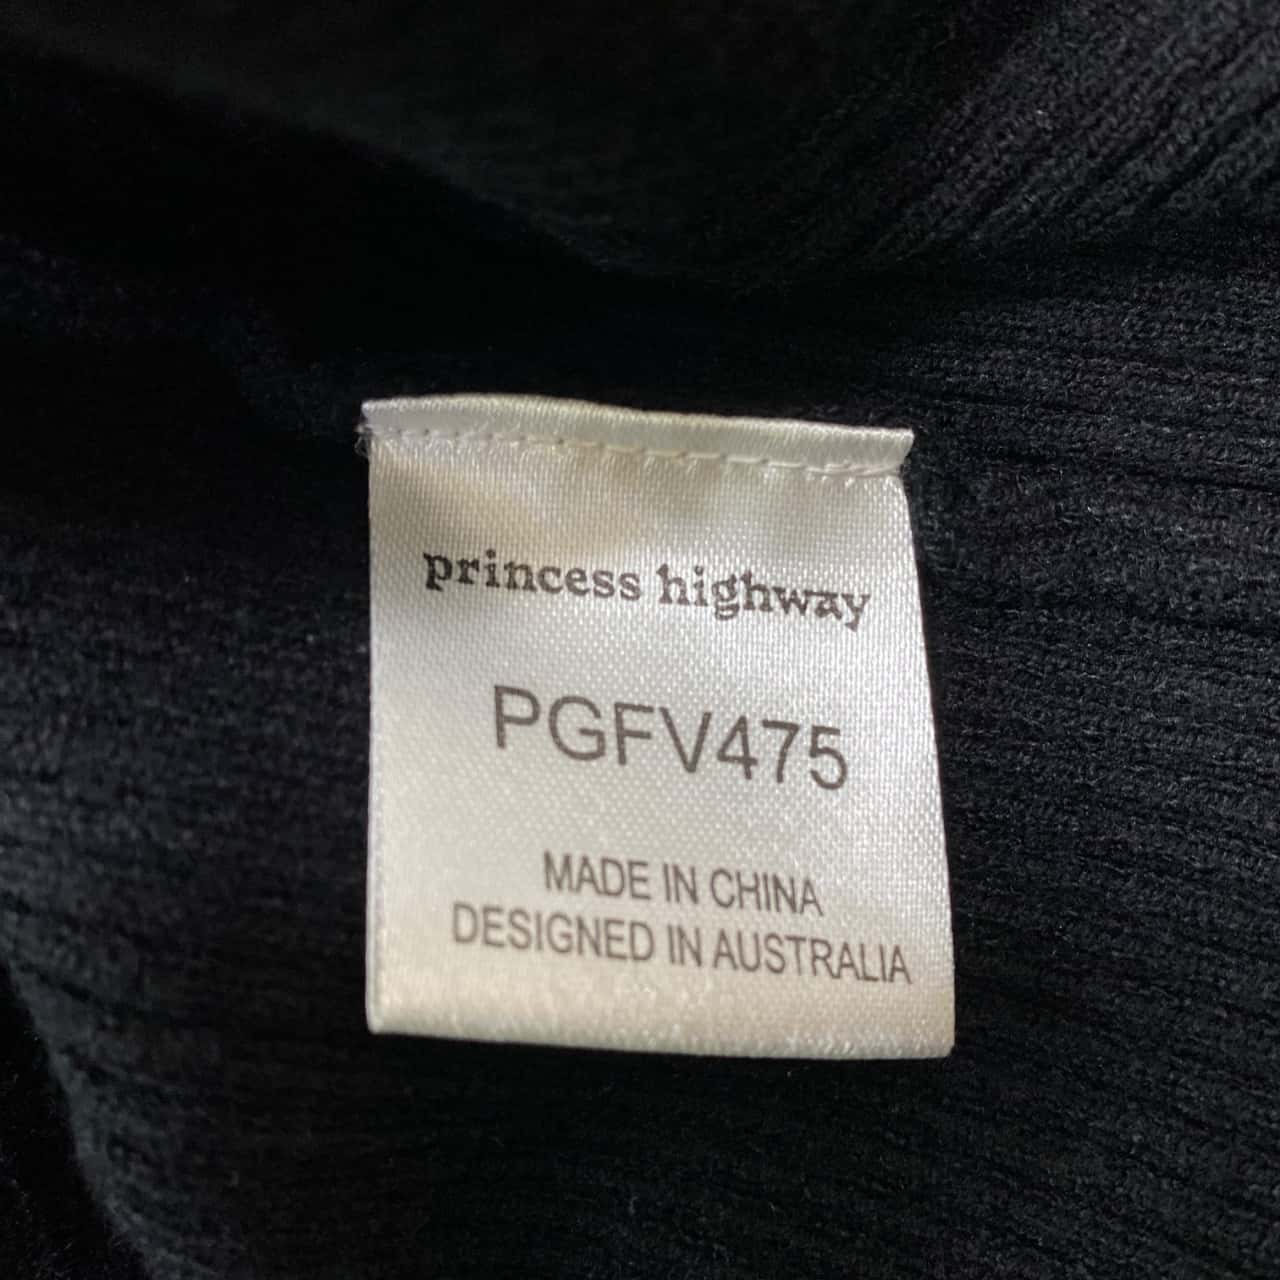 princess highway
PGFV475
MADE IN CHINA
DESIGNED IN AUSTRALIA